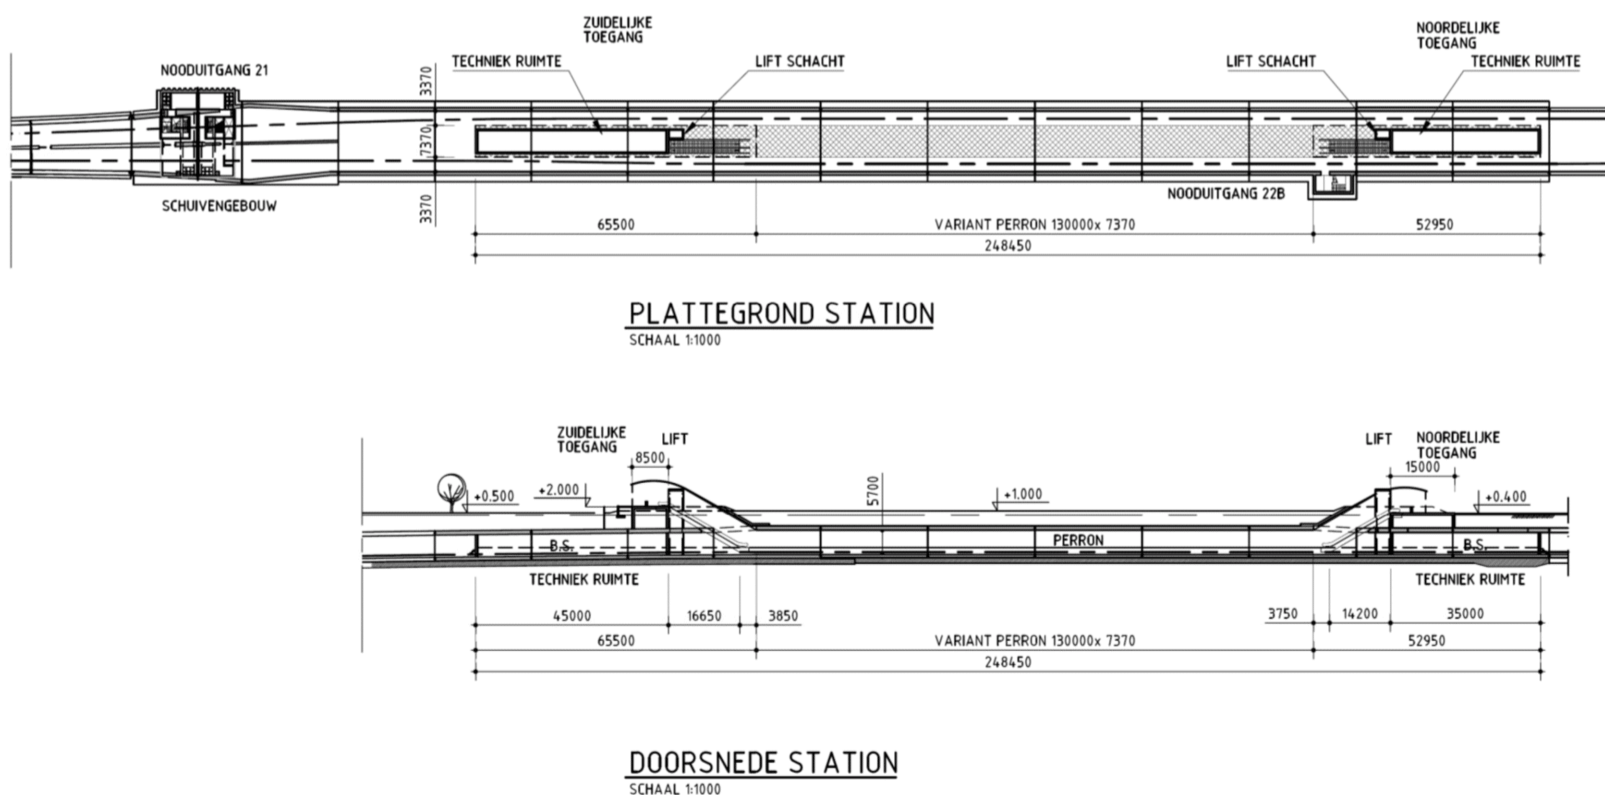 ZUIDELIJKE
TOEGANG
NOORDELIJKE
TOEGANG
NOODUITGANG 21
3370
TECHNIEK RUIMTE
LIFT SCHACHT
LIFT SCHACHT
TECHNIEK RUIMTE
7370
SCHUIVENGEBOUW
3370
NOODUITGANG 22B
65500
VARIANT PERRON 130000x 7370
52950
248450
PLATTEGROND STATION
SCHAAL 1:1000
ZUIDELIJKE
TOEGANG
LIFT
LIFT
NOORDELIJKE
TOEGANG
8500
15000
+0.500
+2.000
5700
+1.000
+0.400
B.S.
PERRON
B.S.
TECHNIEK RUIMTE
TECHNIEK RUIMTE
45000
16650
3850
3750
14200
35000
65500
VARIANT PERRON 130000x 7370
52950
248450
DOORSNEDE STATION
SCHAAL 1:1000